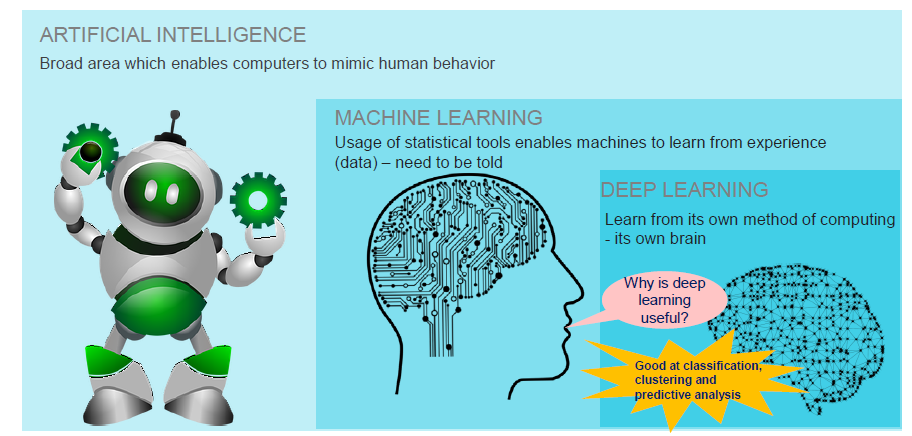 ARTIFICIAL INTELLIGENCE
Broad area which enables computers to mimic human behavior
MACHINE LEARNING
Usage of statistical tools enables machines to learn from experience
(data) – need to be told
DEEP LEARNING
Learn from its own method of computing
- its own brain
Why is deep
learning
useful?
Good at classification,
clustering and
predictive analysis